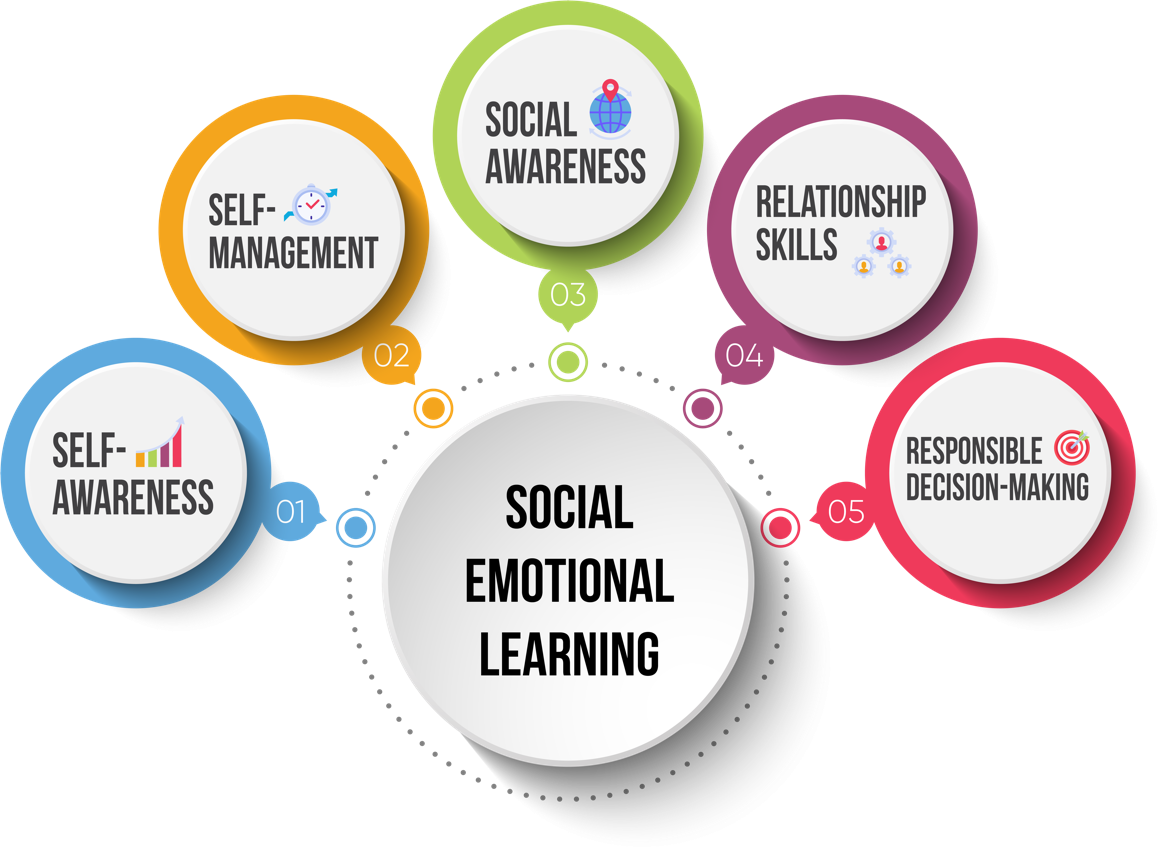 SELF-
AWARENESS
01
SELF-
MANAGEMENT
02
SOCIAL
AWARENESS
03
RELATIONSHIP
SKILLS
04
RESPONSIBLE
DECISION-MAKING
05
SOCIAL
EMOTIONAL
LEARNING